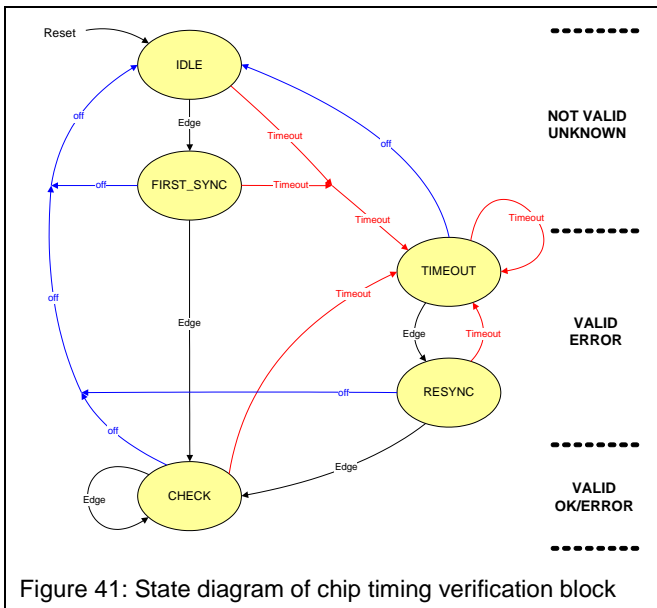 Reset
IDLE
off
off
Edge
Timeout
off
NOT VALID
UNKNOWN
FIRST_SYNC
off
Timeout
Timeout
Timeout
TIMEOUT
off
Timeout
Edge
Edge
Timeout
VALID
ERROR
RESYNC
off
off
Edge
CHECK
Edge
VALID
OK/ERROR
Figure 41: State diagram of chip timing verification block